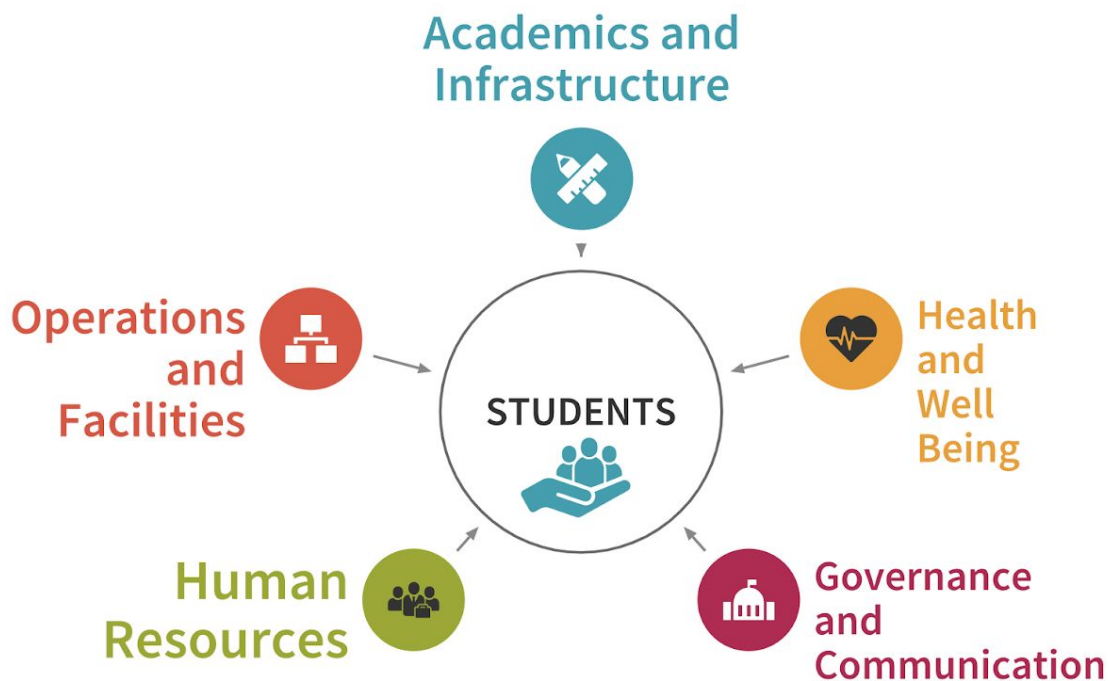 Academics and
Infrastructure
Operations
and
Facilities
Health
and
Well
Being
STUDENTS
Human
Resources
Governance
and
Communication